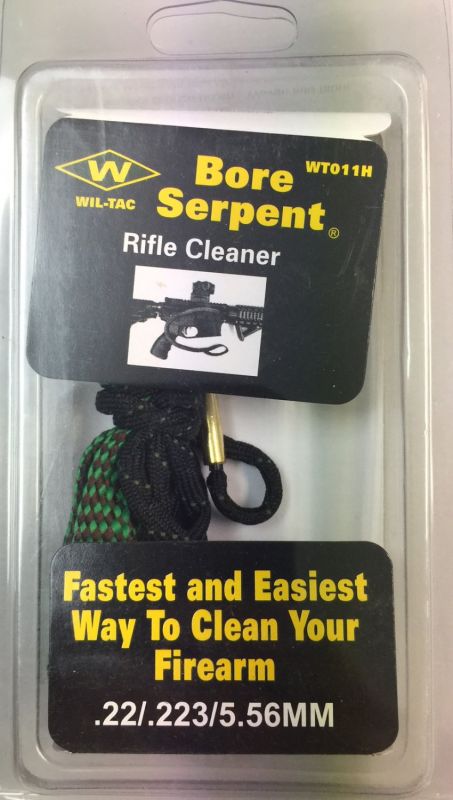 W
WIL-TAC
Bore
Serpent®
WT011H
Rifle Cleaner
Fastest and Easiest
Way To Clean Your
Firearm
.22/.223/5.56MM